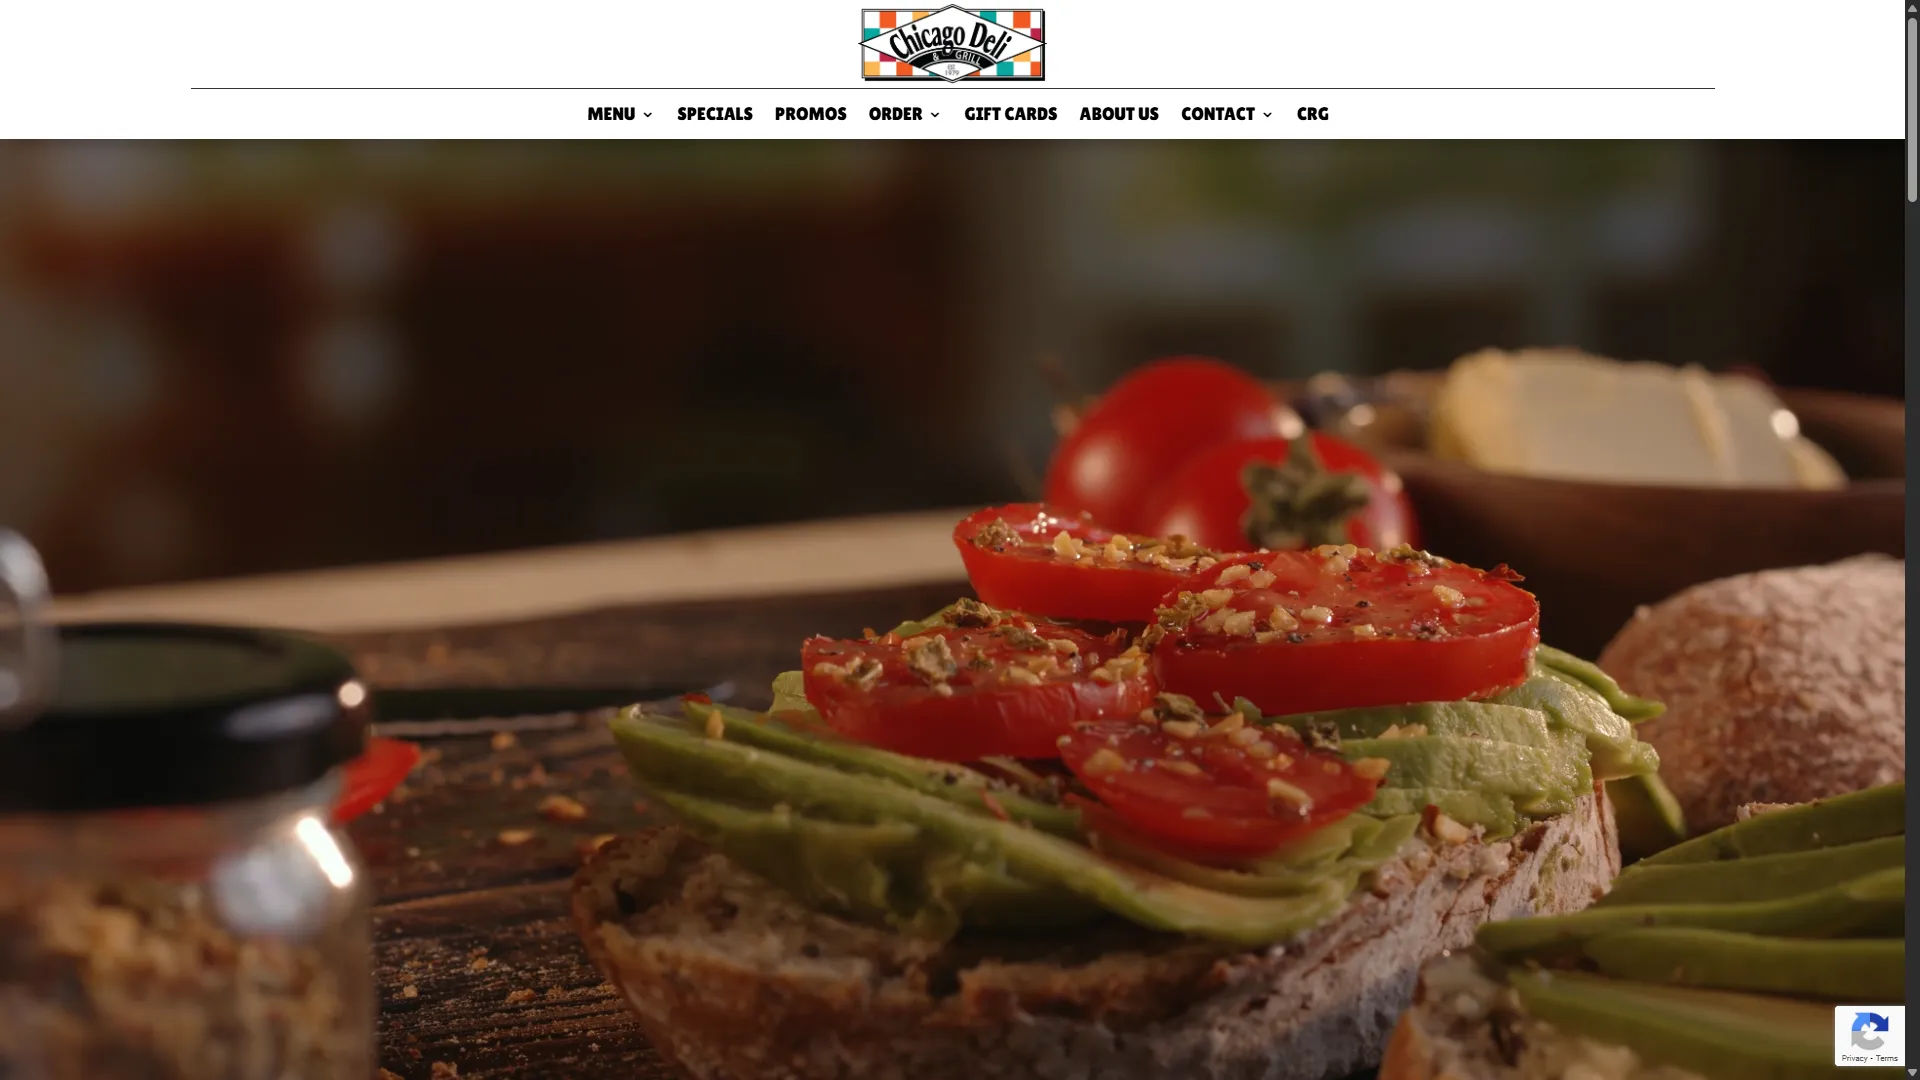 Chicago Deli
& GRILL
EST
1979
MENU SPECIALS PROMOS ORDER GIFT CARDS ABOUT US CONTACT CRG
Privacy - Terms